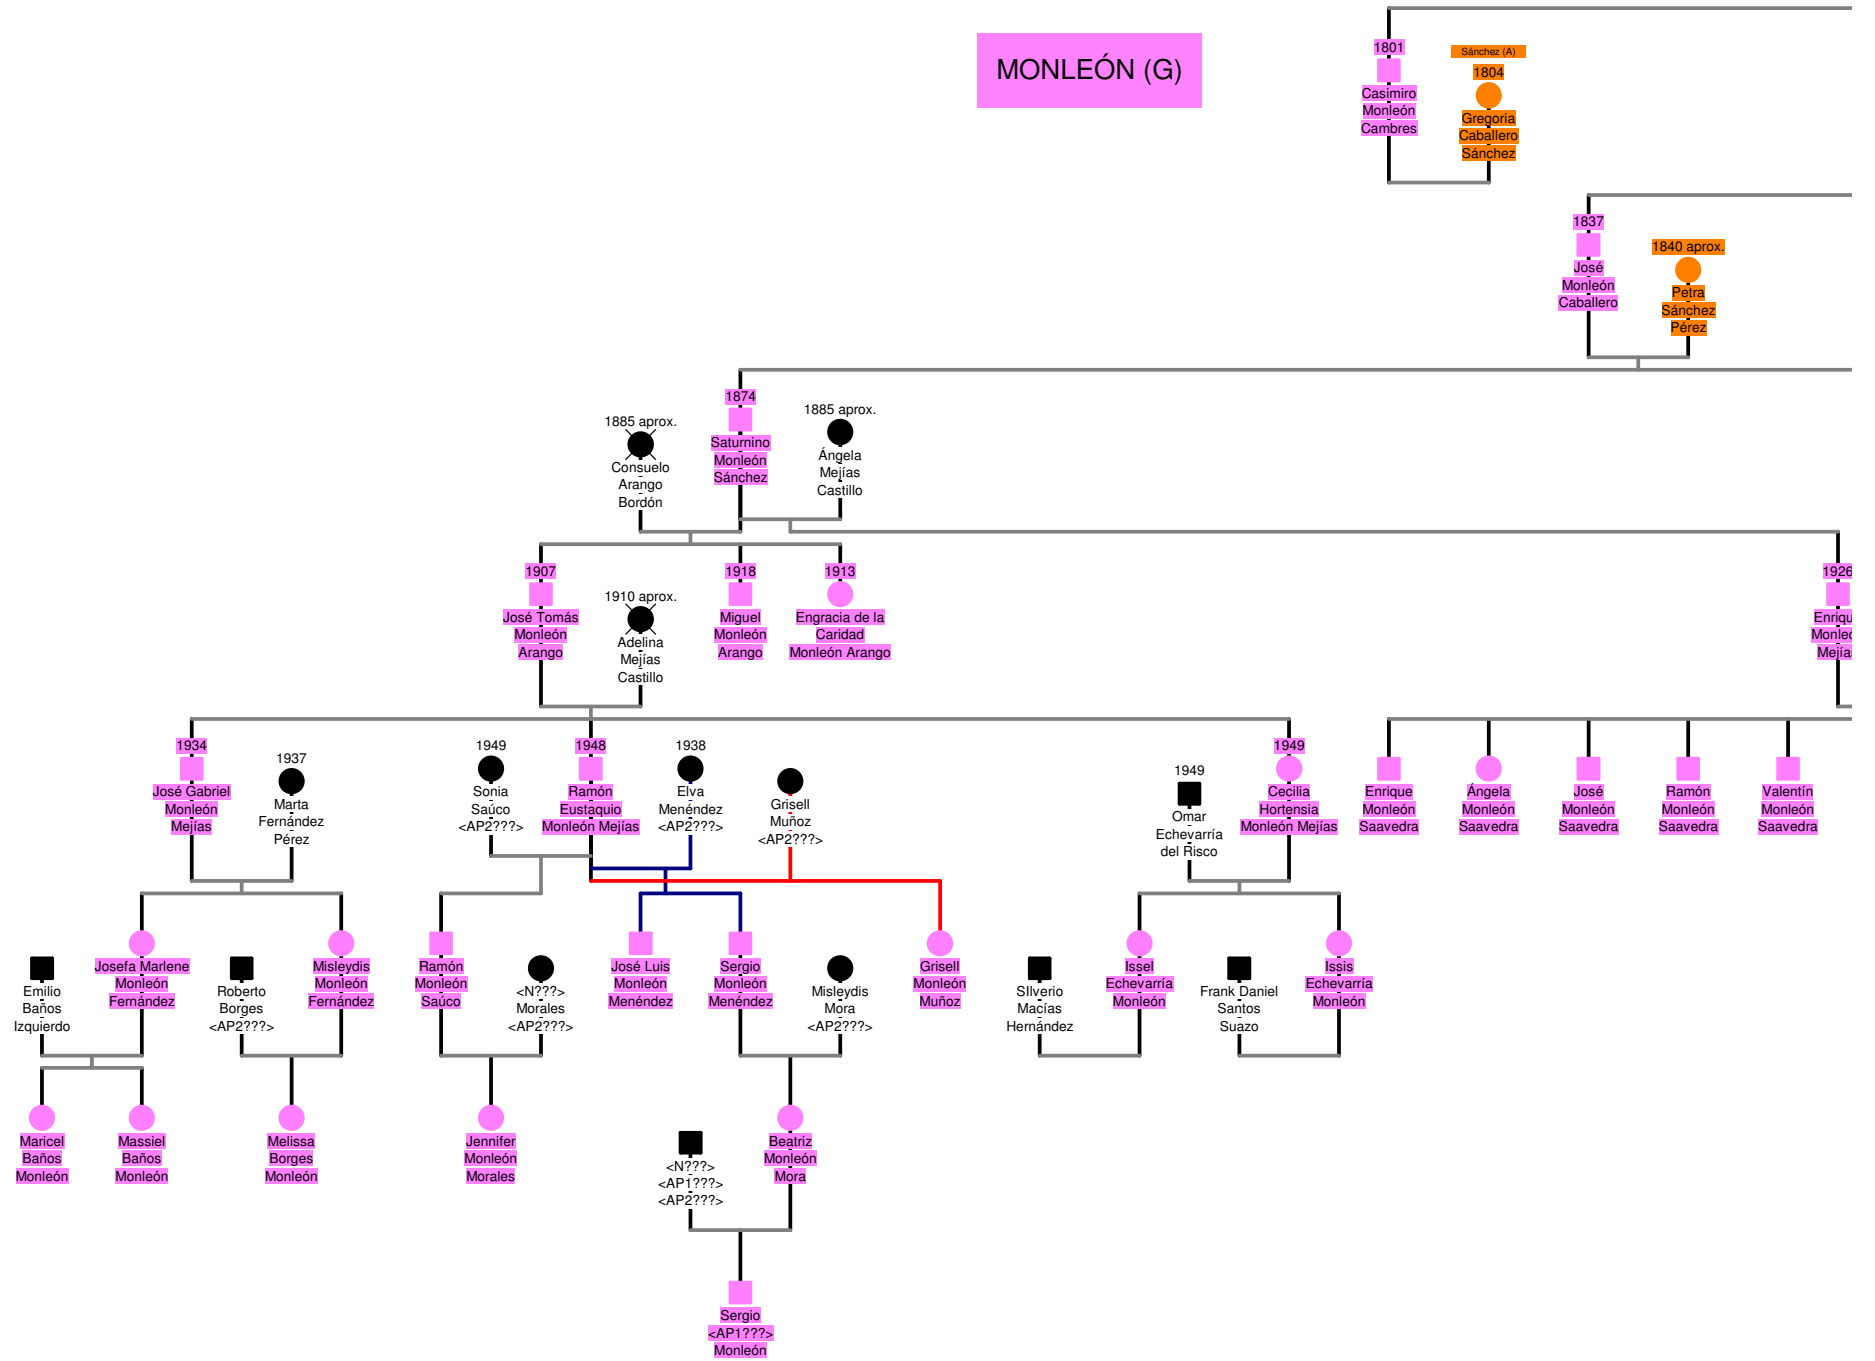 MONLEÓN (G)
1801
Casimiro
Monleón
Cambres
Sánchez (A)
1804
Gregoria
Caballero
Sánchez
1837
José
Monleón
Caballero
1840 aprox.
Petra
Sánchez
Pérez
1885 aprox.
Consuelo
Arango
Bordón
1874
Saturnino
Monleón
Sánchez
1885 aprox.
Ángela
Mejías
Castillo
1907
José Tomás
Monleón
Arango
1910 aprox.
Adelina
Mejías
Castillo
1918
Miguel
Monleón
Arango
1913
Engracia de la
Caridad
Monleón Arango
1926
Enriqu
Monleó
Mejías
1934
José Gabriel
Monleón
Mejías
1937
Marta
Fernández
Pérez
1949
Sonia
Saúco
<AP2???>
1948
Ramón
Eustaquio
Monleón Mejías
1938
Elva
Menéndez
<AP2???>
Grisell
Muñoz
<AP2???>
1949
Omar
Echevarría
del Risco
1949
Cecilia
Hortensia
Monleón Mejías
Enrique
Monleón
Saavedra
Ángela
Monleón
Saavedra
José
Monleón
Saavedra
Ramón
Monleón
Saavedra
Valentín
Monleón
Saavedra
Emilio
Baños
Izquierdo
Josefa Marlene
Monleón
Fernández
Roberto
Borges
<AP2???>
Misleydis
Monleón
Fernández
Ramón
Monleón
Saúco
<N???>
Morales
<AP2???>
José Luis
Monleón
Menéndez
Sergio
Monleón
Menéndez
Misleydis
Mora
<AP2???>
Grisell
Monleón
Muñoz
SIlverio
Macías
Hernández
Issel
Echevarría
Monleón
Frank Daniel
Santos
Suazo
Issis
Echevarría
Monleón
Maricel
Baños
Monleón
Massiel
Baños
Monleón
Melissa
Borges
Monleón
Jennifer
Monleón
Morales
<N???>
<AP1???>
<AP2???>
Beatriz
Monleón
Mora
Sergio
<AP1???>
Monleón